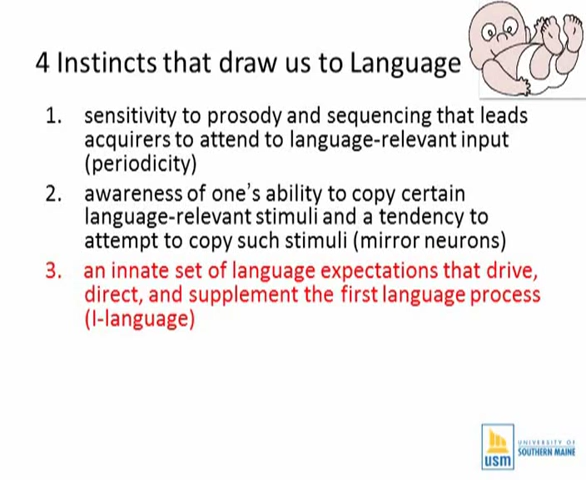 4 Instincts that draw us to Language
1. sensitivity to prosody and sequencing that leads
acquirers to attend to language-relevant input
(periodicity)
2. awareness of one's ability to copy certain
language-relevant stimuli and a tendency to
attempt to copy such stimuli (mirror neurons)
3. an innate set of language expectations that drive,
direct, and supplement the first language process
(I-language)
UNIVERSITY OF
SOUTHERN MAINE
usm